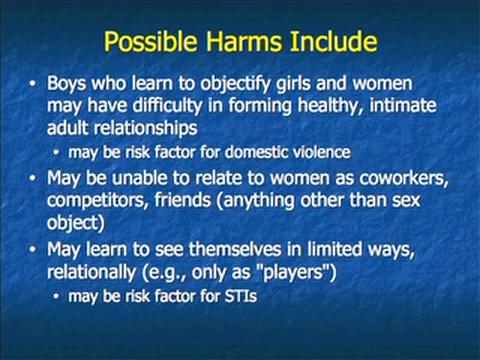 Possible Harms Include
• Boys who learn to objectify girls and women
may have difficulty in forming healthy, intimate
adult relationships
• may be risk factor for domestic violence
• May be unable to relate to women as coworkers,
competitors, friends (anything other than sex
object)
• May learn to see themselves in limited ways,
relationally (e.g., only as "players")
• may be risk factor for STIs